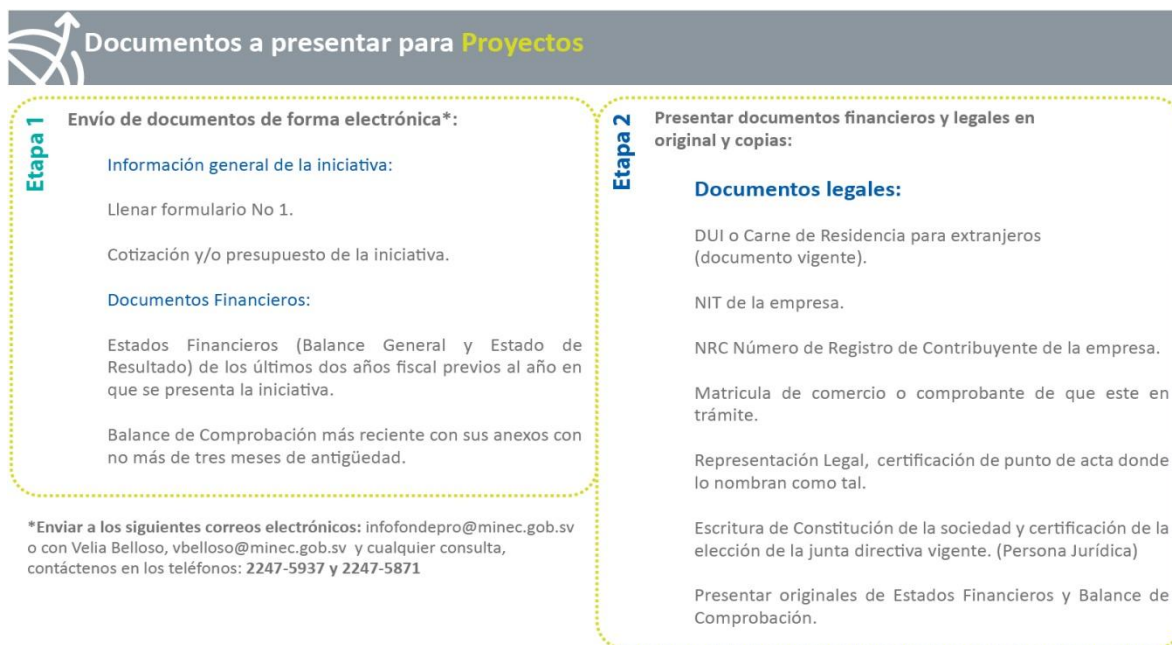 Documentos a presentar para Proyectos
Etapa 1
Envío de documentos de forma electrónica*:
Información general de la iniciativa:
Llenar formulario No 1.
Cotización y/o presupuesto de la iniciativa.
Documentos Financieros:
Estados Financieros (Balance General y Estado de
Resultado) de los últimos dos años fiscal previos al año en
que se presenta la iniciativa.
Balance de Comprobación más reciente con sus anexos con
no más de tres meses de antigüedad.
*Enviar a los siguientes correos electrónicos: infofondepro@minec.gob.sv
o con Velia Belloso, vbelloso@minec.gob.sv y cualquier consulta,
contáctenos en los teléfonos: 2247-5937 y 2247-5871
Etapa 2
Presentar documentos financieros y legales en
original y copias:
Documentos legales:
DUI o Carne de Residencia para extranjeros
(documento vigente).
NIT de la empresa.
NRC Número de Registro de Contribuyente de la empresa.
Matricula de comercio o comprobante de que este en
trámite.
Representación Legal, certificación de punto de acta donde
lo nombran como tal.
Escritura de Constitución de la sociedad y certificación de la
elección de la junta directiva vigente. (Persona Jurídica)
Presentar originales de Estados Financieros y Balance de
Comprobación.